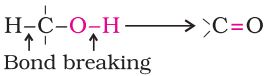 H–C–O–H → C=O
Bond breaking